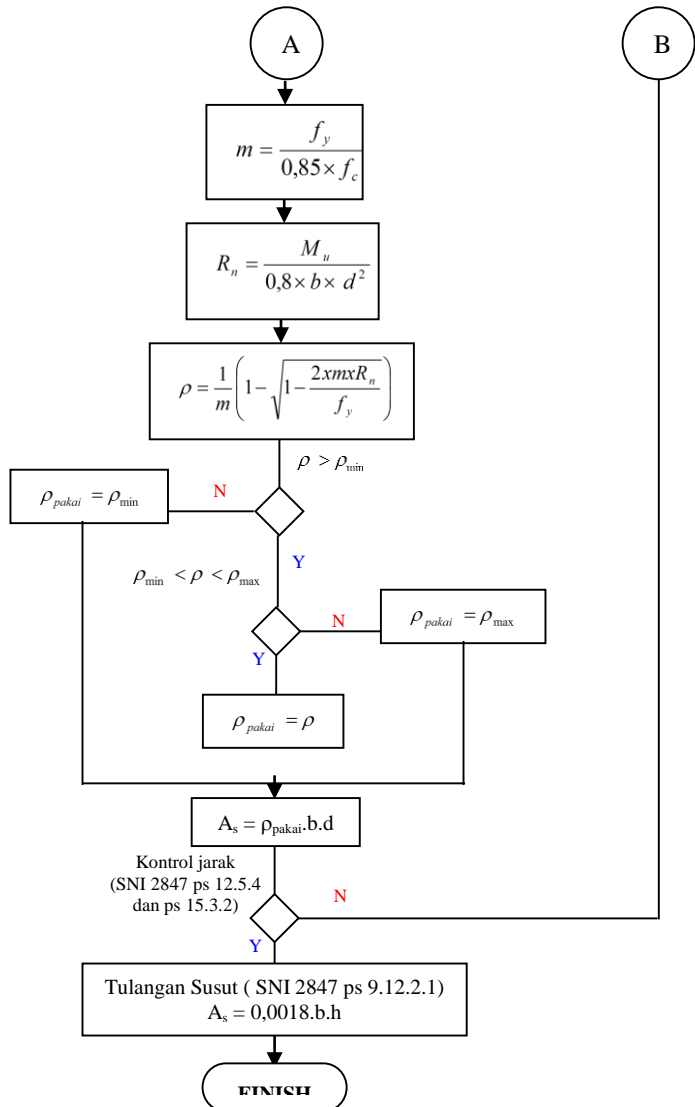 A
B
m = f_y / (0,85 × f_c)
R_n = M_u / (0,8 × b × d²)
ρ = 1/m (1 − √(1 − 2xmxR_n / f_y))
ρ > ρ_min
ρ_pakai = ρ_min
N
Y
ρ_min < ρ < ρ_max
ρ_pakai = ρ_max
N
Y
ρ_pakai = ρ
A_s = ρ_pakai.b.d
Kontrol jarak
(SNI 2847 ps 12.5.4
dan ps 15.3.2)
N
Y
Tulangan Susut ( SNI 2847 ps 9.12.2.1)
A_s = 0,0018.b.h
FINISH